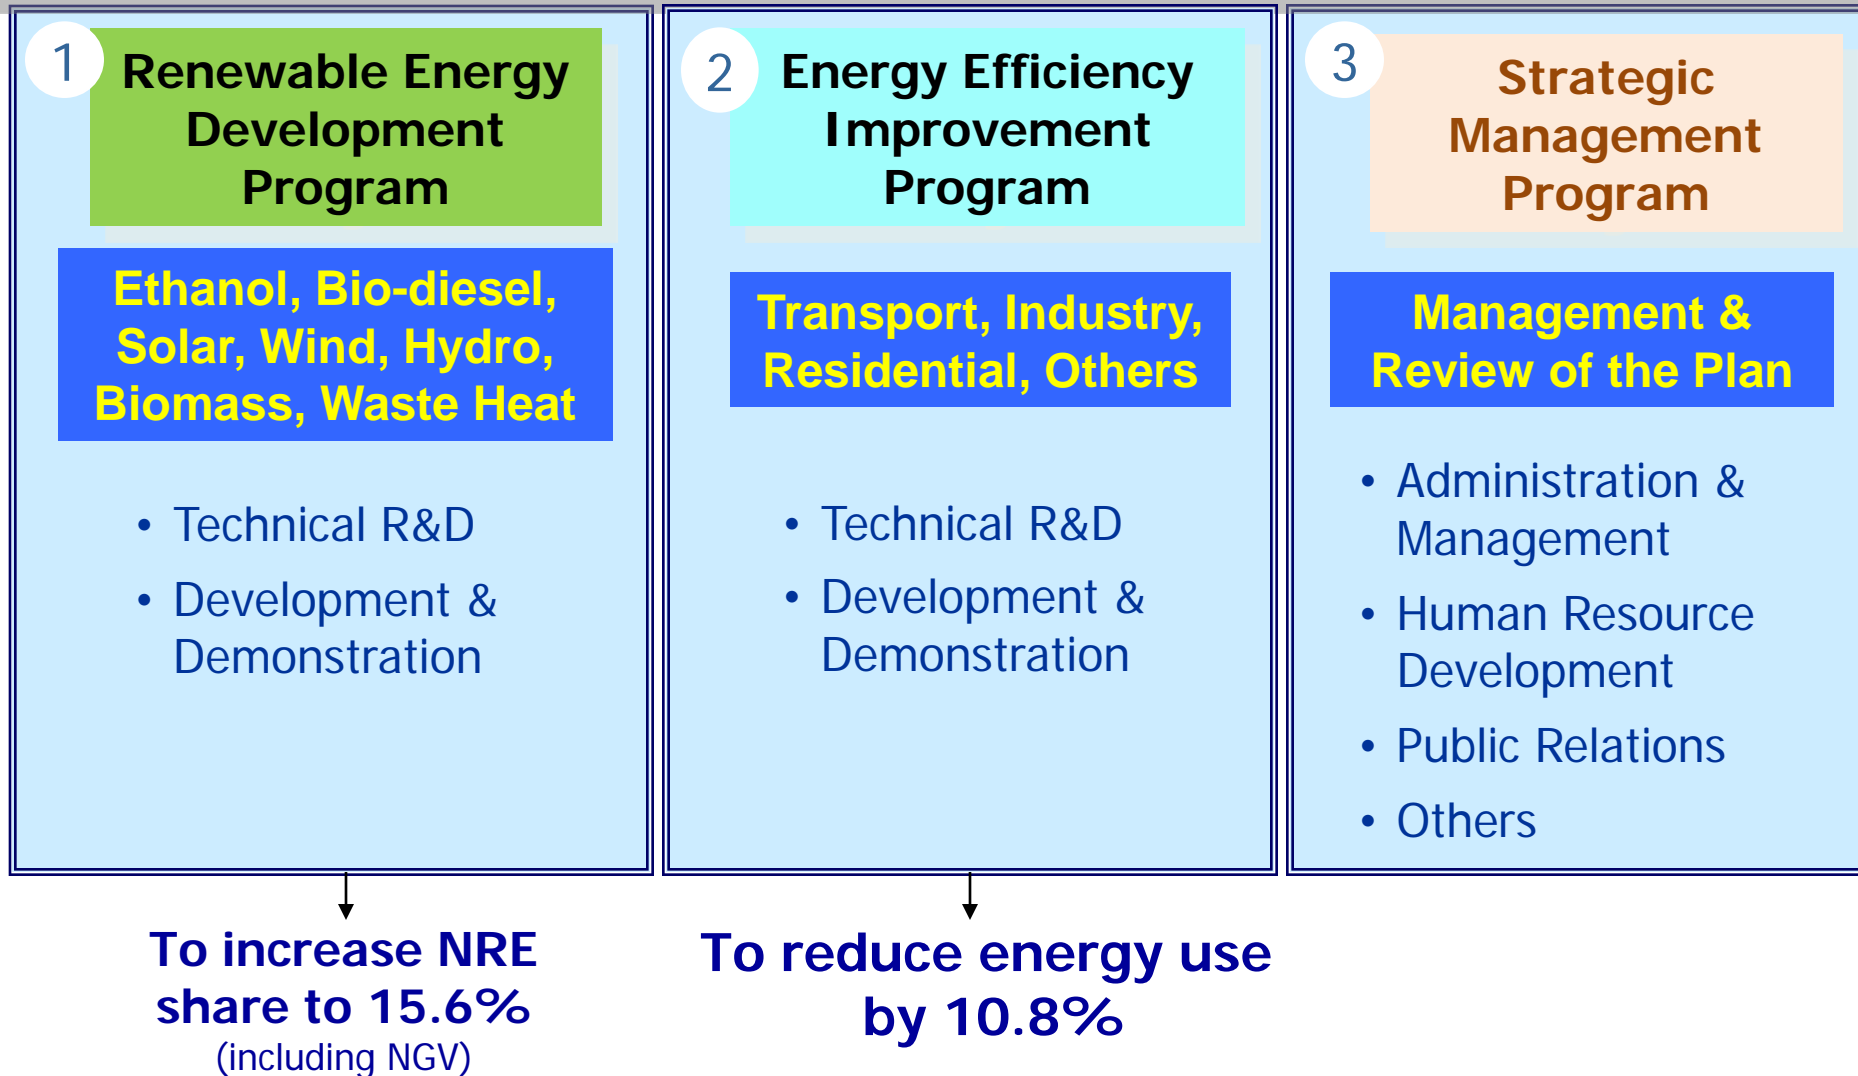 1
Renewable Energy
Development
Program
Ethanol, Bio-diesel,
Solar, Wind, Hydro,
Biomass, Waste Heat
• Technical R&D
• Development &
Demonstration
To increase NRE
share to 15.6%
(including NGV)
2
Energy Efficiency
Improvement
Program
Transport, Industry,
Residential, Others
• Technical R&D
• Development &
Demonstration
To reduce energy use
by 10.8%
3
Strategic
Management
Program
Management &
Review of the Plan
• Administration &
Management
• Human Resource
Development
• Public Relations
• Others